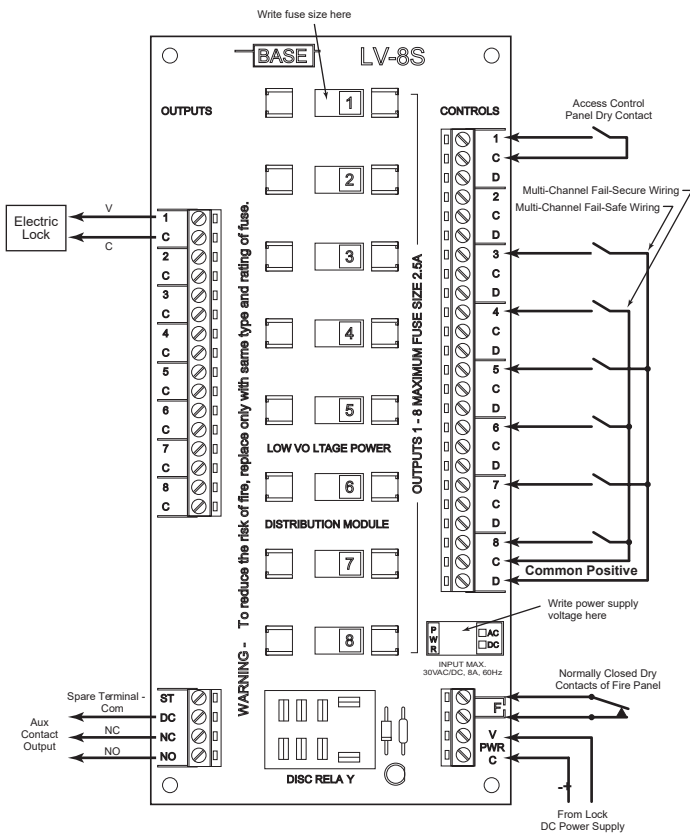 Write fuse size here
BASE
LV-8S
OUTPUTS
CONTROLS
1
2
3
4
5
6
7
8
LOW VO LTAGE POWER
DISTRIBUTION MODULE
WARNING - To reduce the risk of fire, replace only with same type and rating of fuse.
OUTPUTS 1 - 8 MAXIMUM FUSE SIZE 2.5A
Electric
Lock
V
C
1
C
2
C
3
C
4
C
5
C
6
C
7
C
8
C
Spare Terminal -
Com
Aux
Contact
Output
NC
NO
ST
DC
NC
NO
DISC RELA Y
1
C
D
2
C
D
3
C
D
4
C
D
5
C
D
6
C
D
7
C
D
8
C
D
Access Control
Panel Dry Contact
Multi-Channel Fail-Secure Wiring
Multi-Channel Fail-Safe Wiring
Common Positive
Write power supply
voltage here
PWR
AC
DC
INPUT MAX.
30VAC/DC, 8A, 60Hz
Normally Closed Dry
Contacts of Fire Panel
F
V
PWR
C
- +
From Lock
DC Power Supply